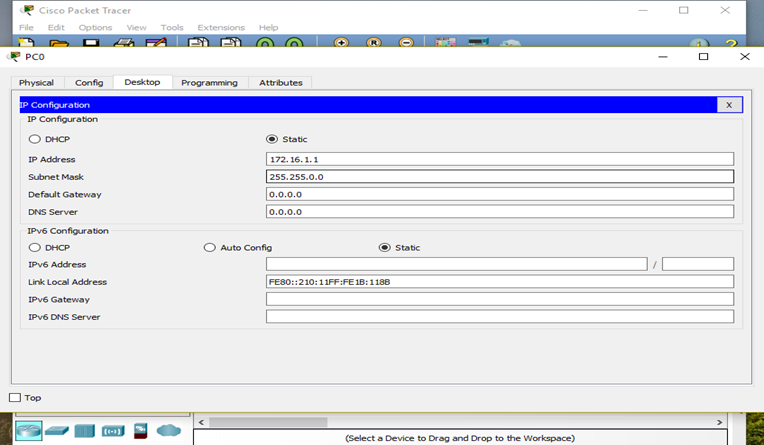 Cisco Packet Tracer
File Edit Options View Tools Extensions Help
PC0
Physical Config Desktop Programming Attributes
IP Configuration X
IP Configuration
DHCP Static
IP Address 172.16.1.1
Subnet Mask 255.255.0.0
Default Gateway 0.0.0.0
DNS Server 0.0.0.0
IPv6 Configuration
DHCP Auto Config Static
IPv6 Address /
Link Local Address FE80::210:11FF:FE1B:118B
IPv6 Gateway
IPv6 DNS Server
Top
(Select a Device to Drag and Drop to the Workspace)